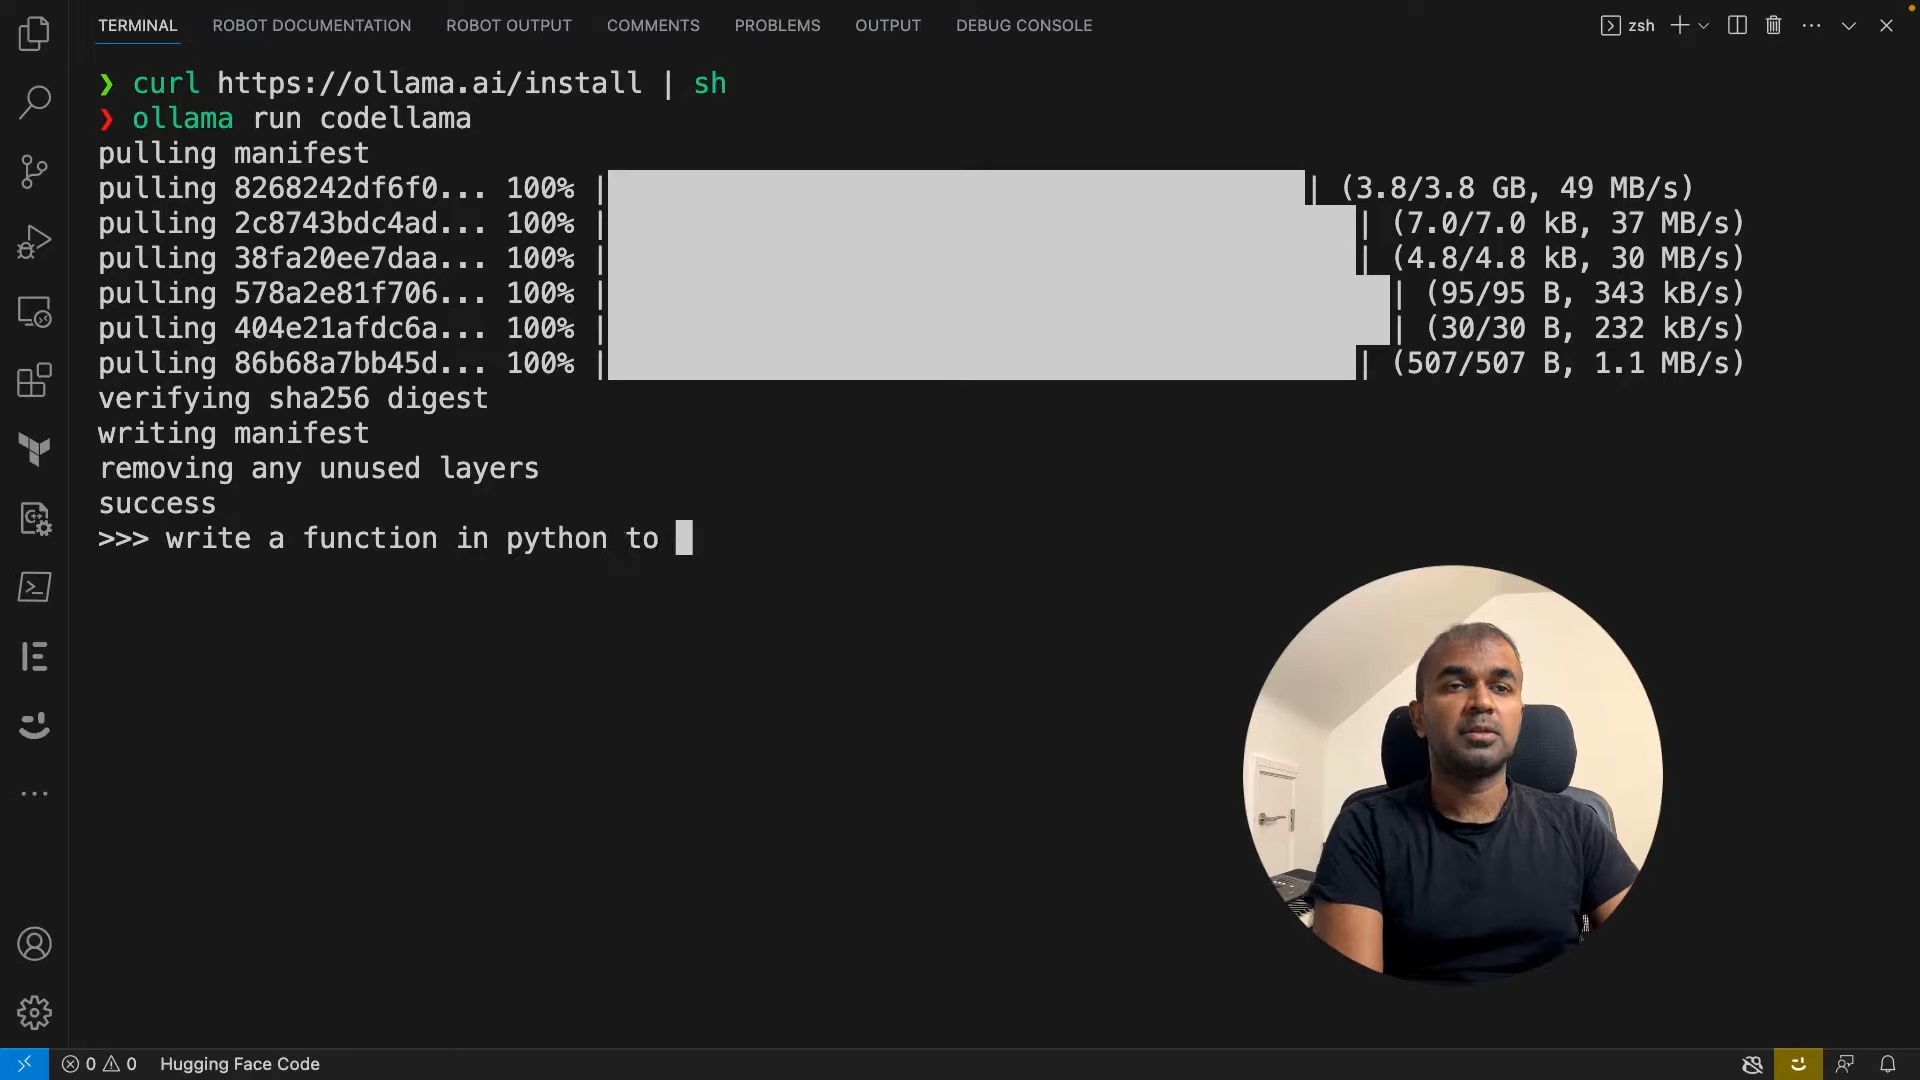 TERMINAL ROBOT DOCUMENTATION ROBOT OUTPUT COMMENTS PROBLEMS OUTPUT DEBUG CONSOLE zsh
❯ curl https://ollama.ai/install | sh
❯ ollama run codellama
pulling manifest
pulling 8268242df6f0... 100% | | (3.8/3.8 GB, 49 MB/s)
pulling 2c8743bdc4ad... 100% | | (7.0/7.0 kB, 37 MB/s)
pulling 38fa20ee7daa... 100% | | (4.8/4.8 kB, 30 MB/s)
pulling 578a2e81f706... 100% | | (95/95 B, 343 kB/s)
pulling 404e21afdc6a... 100% | | (30/30 B, 232 kB/s)
pulling 86b68a7bb45d... 100% | | (507/507 B, 1.1 MB/s)
verifying sha256 digest
writing manifest
removing any unused layers
success
>>> write a function in python to
0 0 Hugging Face Code